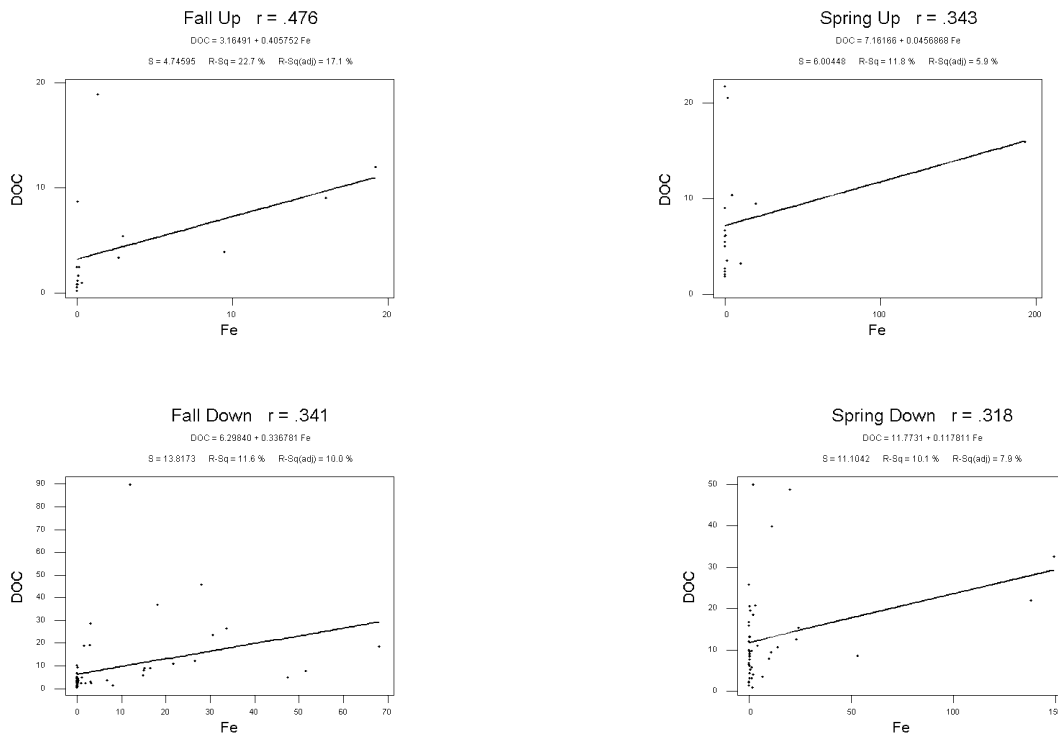 Fall Up r = .476
DOC = 3.16491 + 0.405752 Fe
S = 4.74595 R-Sq = 22.7 % R-Sq(adj) = 17.1 %
20
10
0
DOC
0 10 20
Fe
Spring Up r = .343
DOC = 7.16166 + 0.0456868 Fe
S = 6.00448 R-Sq = 11.8 % R-Sq(adj) = 5.9 %
20
10
0
DOC
0 100 200
Fe
Fall Down r = .341
DOC = 6.29840 + 0.336781 Fe
S = 13.8173 R-Sq = 11.6 % R-Sq(adj) = 10.0 %
90
80
70
60
50
40
30
20
10
0
DOC
0 10 20 30 40 50 60 70
Fe
Spring Down r = .318
DOC = 11.7731 + 0.117811 Fe
S = 11.1042 R-Sq = 10.1 % R-Sq(adj) = 7.9 %
50
40
30
20
10
0
DOC
0 50 100 150
Fe